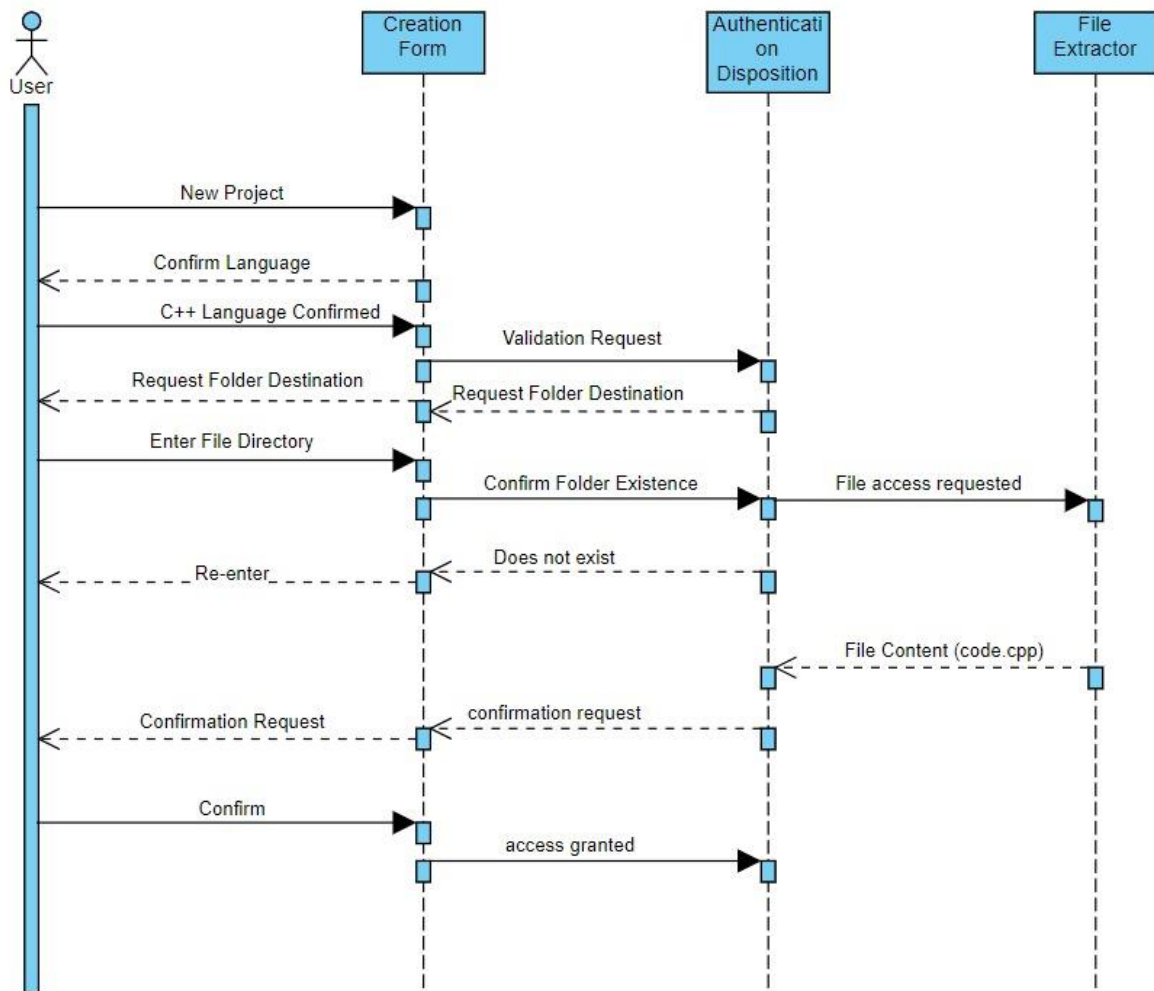 Creation
Form
Authenticati
on
Disposition
File
Extractor
User
New Project
Confirm Language
C++ Language Confirmed
Validation Request
Request Folder Destination
Request Folder Destination
Enter File Directory
Confirm Folder Existence
File access requested
Does not exist
Re-enter
File Content (code.cpp)
confirmation request
Confirmation Request
Confirm
access granted